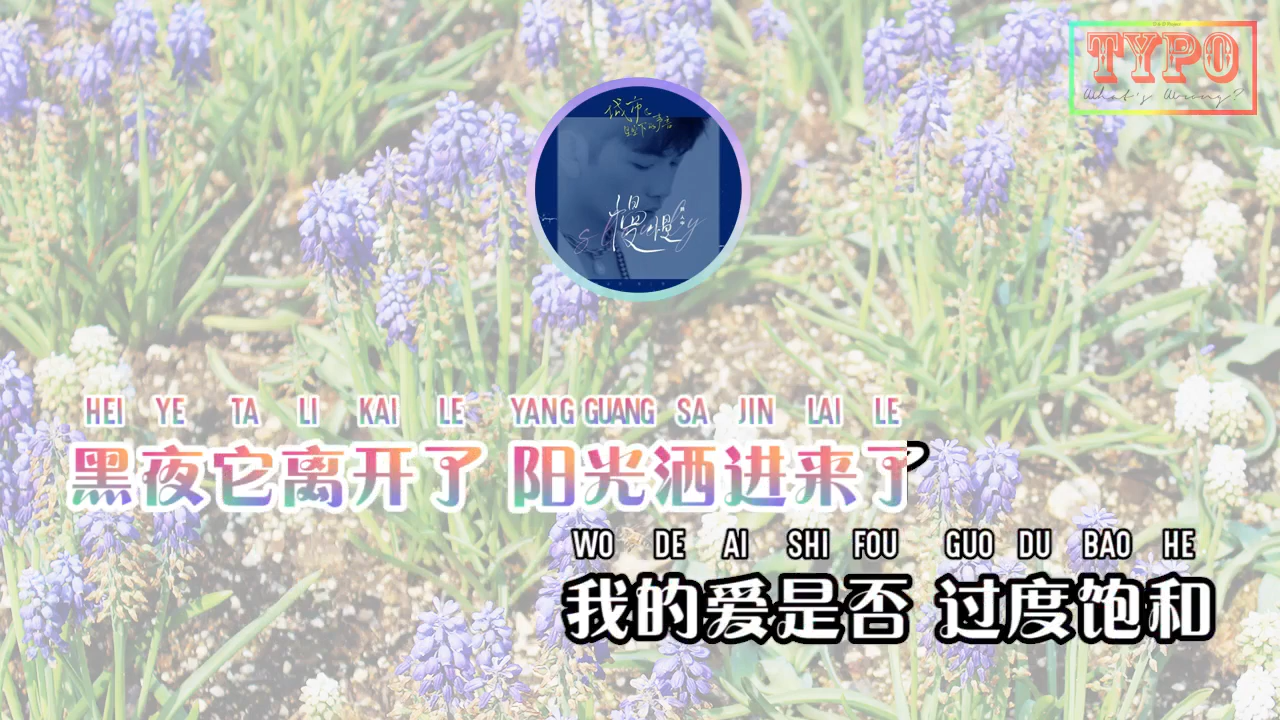 TYPO
What's Wrong?
慢慢
HEI YE TA LI KAI LE YANG GUANG SA JIN LAI LE
黑夜它离开了 阳光洒进来了
WO DE AI SHI FOU GUO DU BAO HE
我的爱是否 过度饱和